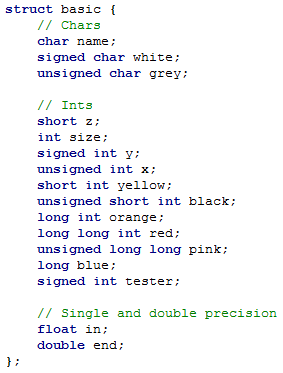 struct basic {
    // Chars
    char name;
    signed char white;
    unsigned char grey;

    // Ints
    short z;
    int size;
    signed int y;
    unsigned int x;
    short int yellow;
    unsigned short int black;
    long int orange;
    long long int red;
    unsigned long long pink;
    long blue;
    signed int tester;

    // Single and double precision
    float in;
    double end;
};